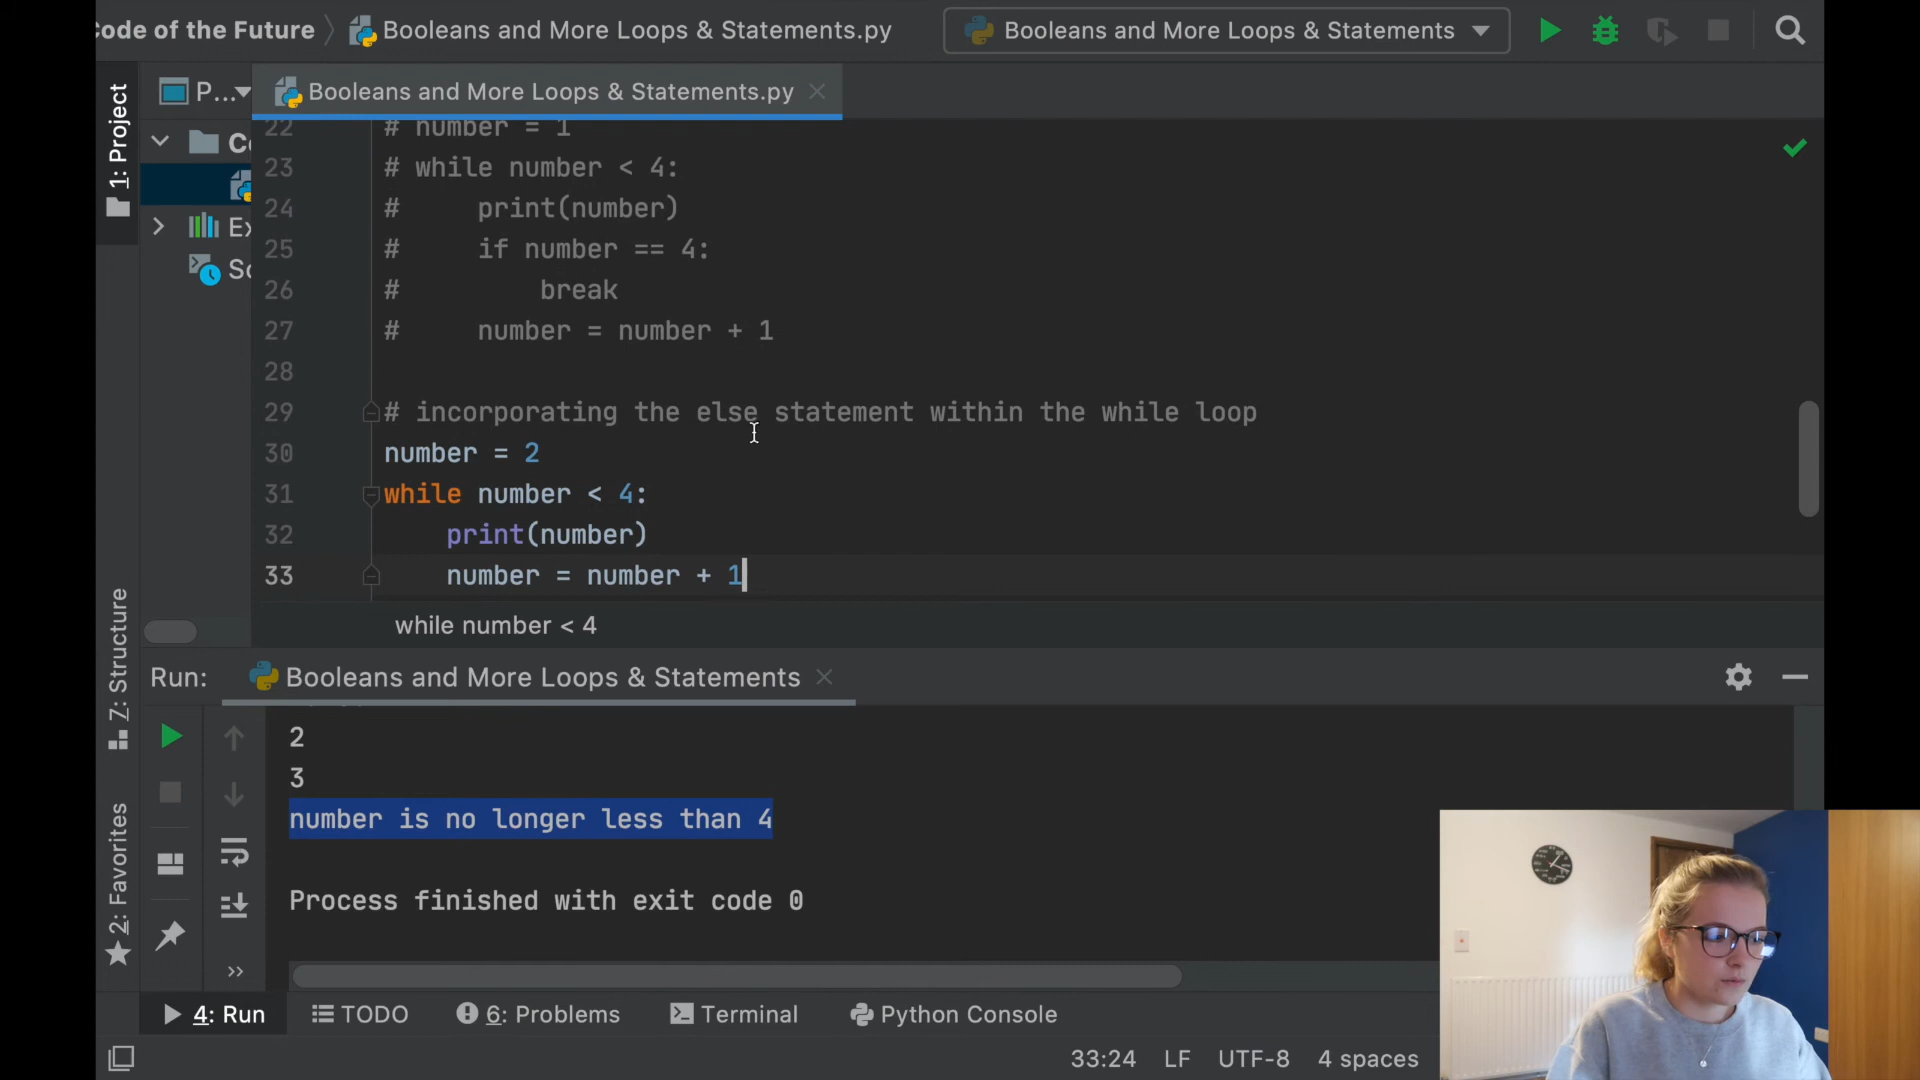 Code of the Future
Booleans and More Loops & Statements.py
Booleans and More Loops & Statements
1: Project
P...
Booleans and More Loops & Statements.py
22 # number = 1
23 # while number < 4:
24 #     print(number)
25 #     if number == 4:
26 #         break
27 #     number = number + 1
28
29 # incorporating the else statement within the while loop
30 number = 2
31 while number < 4:
32     print(number)
33     number = number + 1
while number < 4
7: Structure
2: Favorites
Run:
Booleans and More Loops & Statements
2
3
number is no longer less than 4
Process finished with exit code 0
4: Run
TODO
6: Problems
Terminal
Python Console
33:24
LF
UTF-8
4 spaces